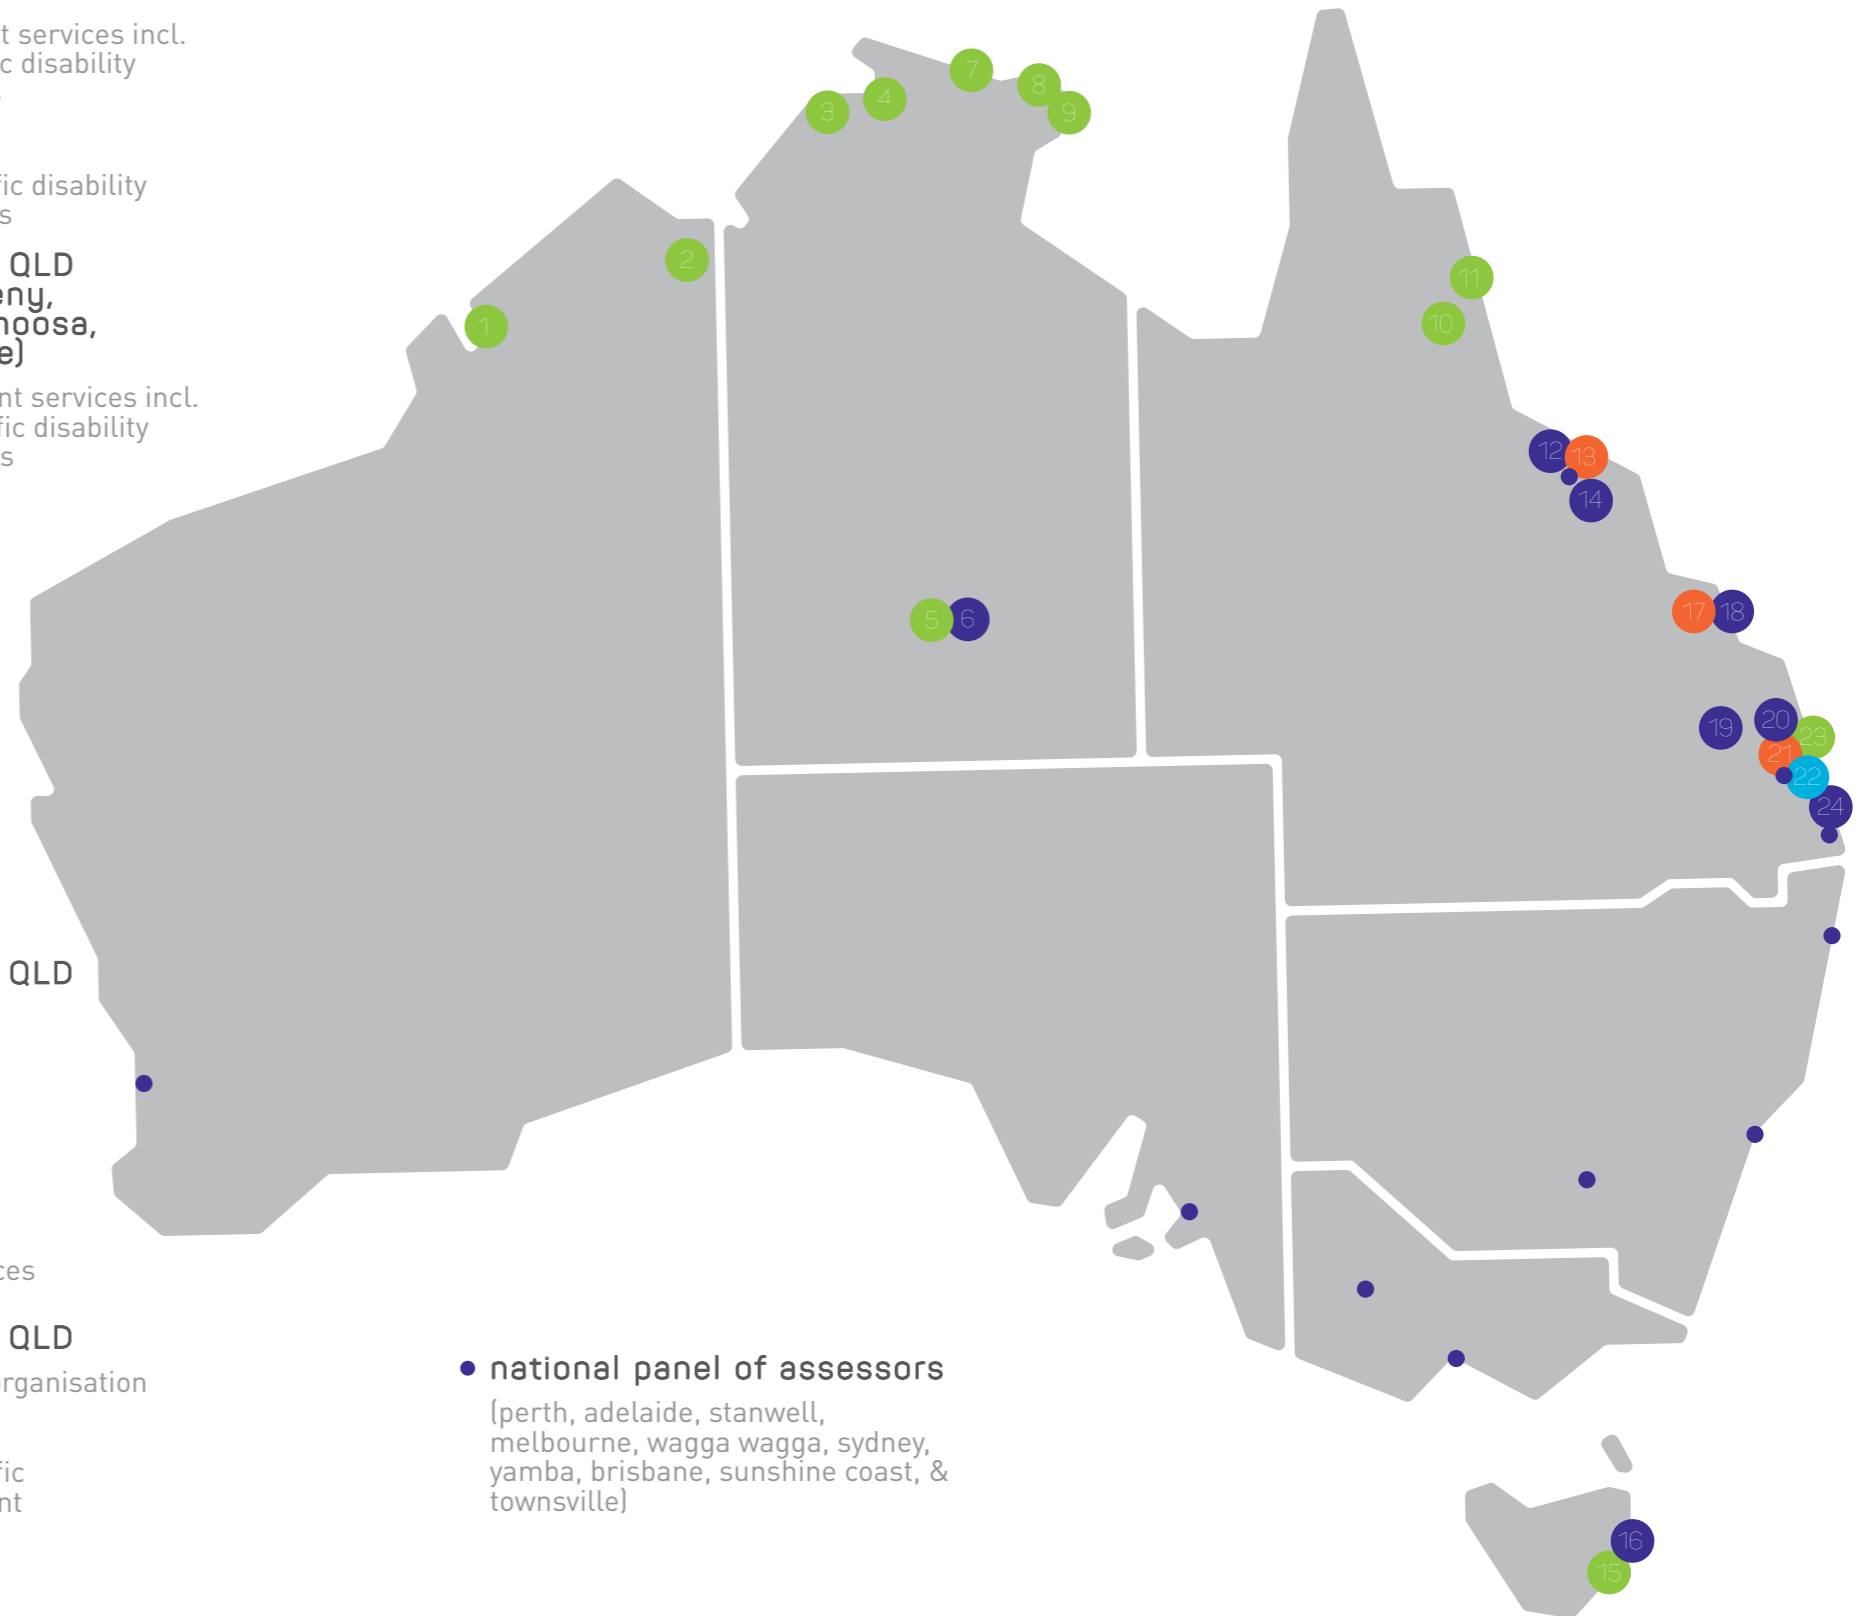 t services incl.
c disability
fic disability
s
QLD
eny,
noosa,
e)
nt services incl.
fic disability
s
QLD
ces
QLD
organisation
fic
nt
national panel of assessors
(perth, adelaide, stanwell,
melbourne, wagga wagga, sydney,
yamba, brisbane, sunshine coast, &
townsville)
1
2
3
4
7
8
9
5
6
11
10
12
13
14
17
18
19
20
23
21
22
24
16
15